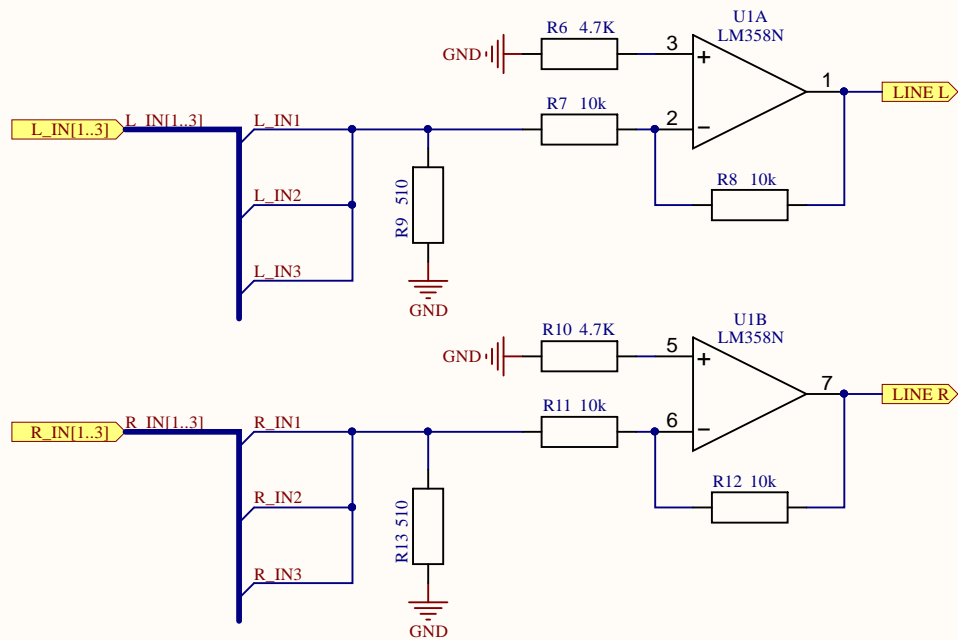 U1A
LM358N
R6 4.7K
GND
3
1
LINE L
R7 10k
2
L_IN[1..3]
L_IN[1..3]
L_IN1
R8 10k
L_IN2
R9 510
L_IN3
GND
U1B
LM358N
R10 4.7K
GND
5
7
LINE R
R11 10k
6
R_IN[1..3]
R_IN[1..3]
R_IN1
R12 10k
R_IN2
R13 510
R_IN3
GND